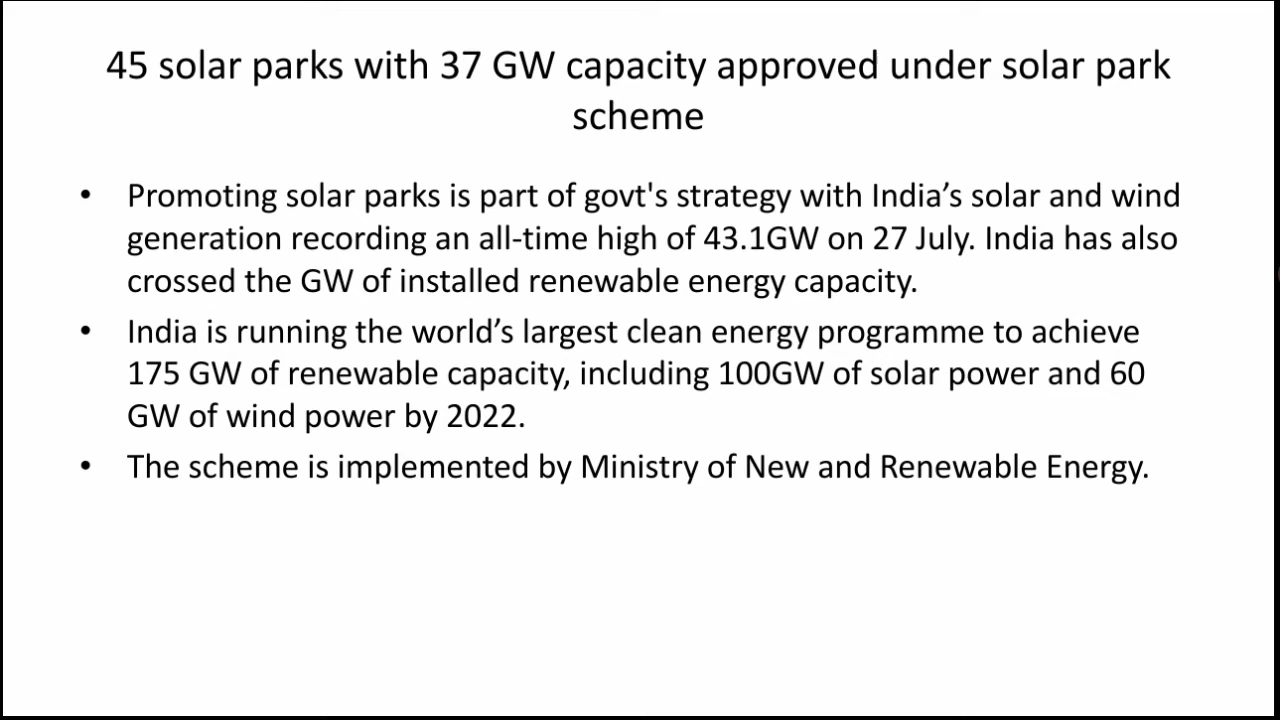 45 solar parks with 37 GW capacity approved under solar park
scheme
• Promoting solar parks is part of govt's strategy with India’s solar and wind
generation recording an all-time high of 43.1GW on 27 July. India has also
crossed the GW of installed renewable energy capacity.
• India is running the world’s largest clean energy programme to achieve
175 GW of renewable capacity, including 100GW of solar power and 60
GW of wind power by 2022.
• The scheme is implemented by Ministry of New and Renewable Energy.